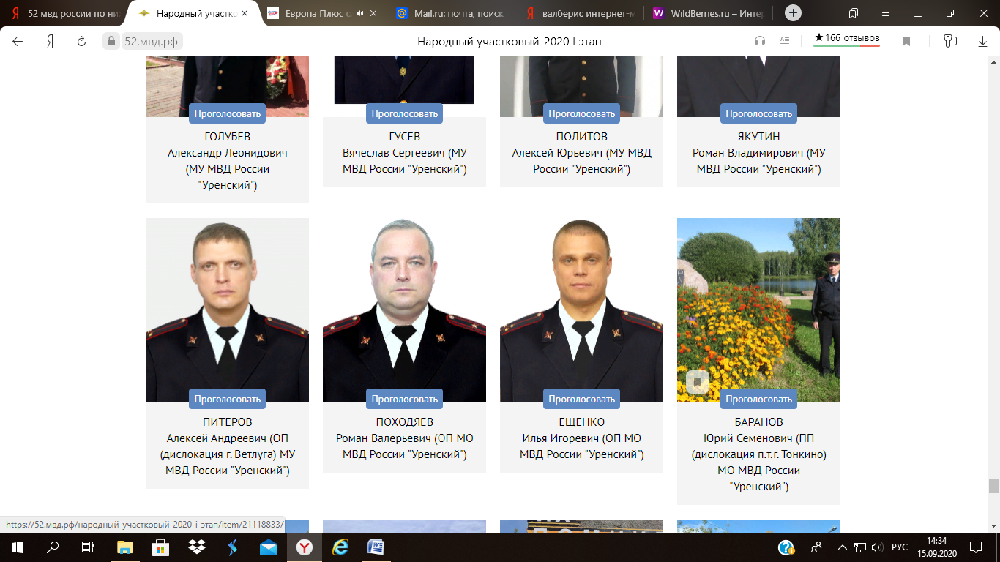 52 мвд россии по ни
Народный участко
Европа Плюс с
Mail.ru: почта, поиск
валберис интернет-м
WildBerries.ru – Интер
52.мвд.рф
Народный участковый-2020 I этап
★166 отзывов
Проголосовать
Проголосовать
Проголосовать
Проголосовать
ГОЛУБЕВ
Александр Леонидович
(МУ МВД России
"Уренский")
ГУСЕВ
Вячеслав Сергеевич (МУ
МВД России "Уренский")
ПОЛИТОВ
Алексей Юрьевич (МУ МВД
России "Уренский")
ЯКУТИН
Роман Владимирович (МУ
МВД России "Уренский")
Проголосовать
Проголосовать
Проголосовать
Проголосовать
ПИТЕРОВ
Алексей Андреевич (ОП
(дислокация г. Ветлуга) МУ
МВД России "Уренский")
ПОХОДЯЕВ
Роман Валерьевич (ОП МО
МВД России "Уренский")
ЕЩЕНКО
Илья Игоревич (ОП МО
МВД России "Уренский")
БАРАНОВ
Юрий Семенович (ПП
(дислокация п.т.г. Тонкино)
МО МВД России
"Уренский")
https://52.мвд.рф/народный-участковый-2020-i-этап/item/21118833/
РУС
14:34
15.09.2020